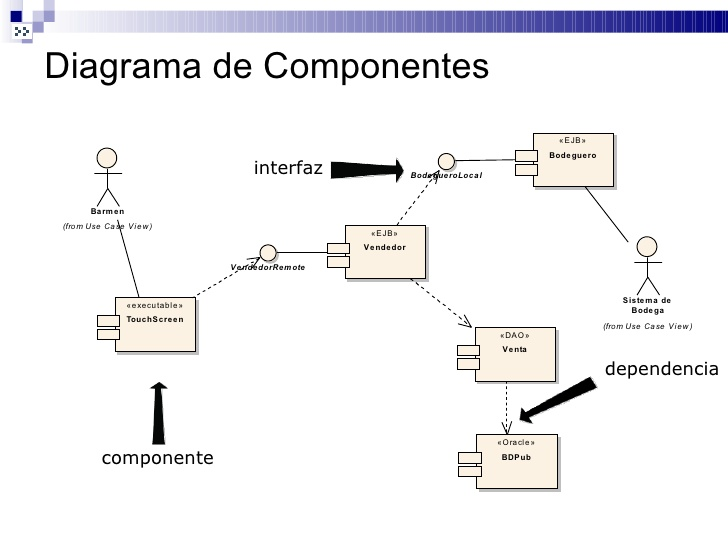 Diagrama de Componentes
«EJB»
Bodeguero
interfaz
BodegueroLocal
Barmen
(from Use Case View)
«EJB»
Vendedor
VendedorRemote
«executable»
TouchScreen
Sistema de
Bodega
(from Use Case View)
«DAO»
Venta
dependencia
«Oracle»
BDPub
componente